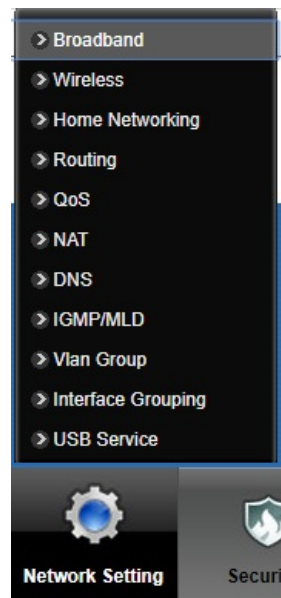 Broadband
Wireless
Home Networking
Routing
QoS
NAT
DNS
IGMP/MLD
Vlan Group
Interface Grouping
USB Service
Network Setting